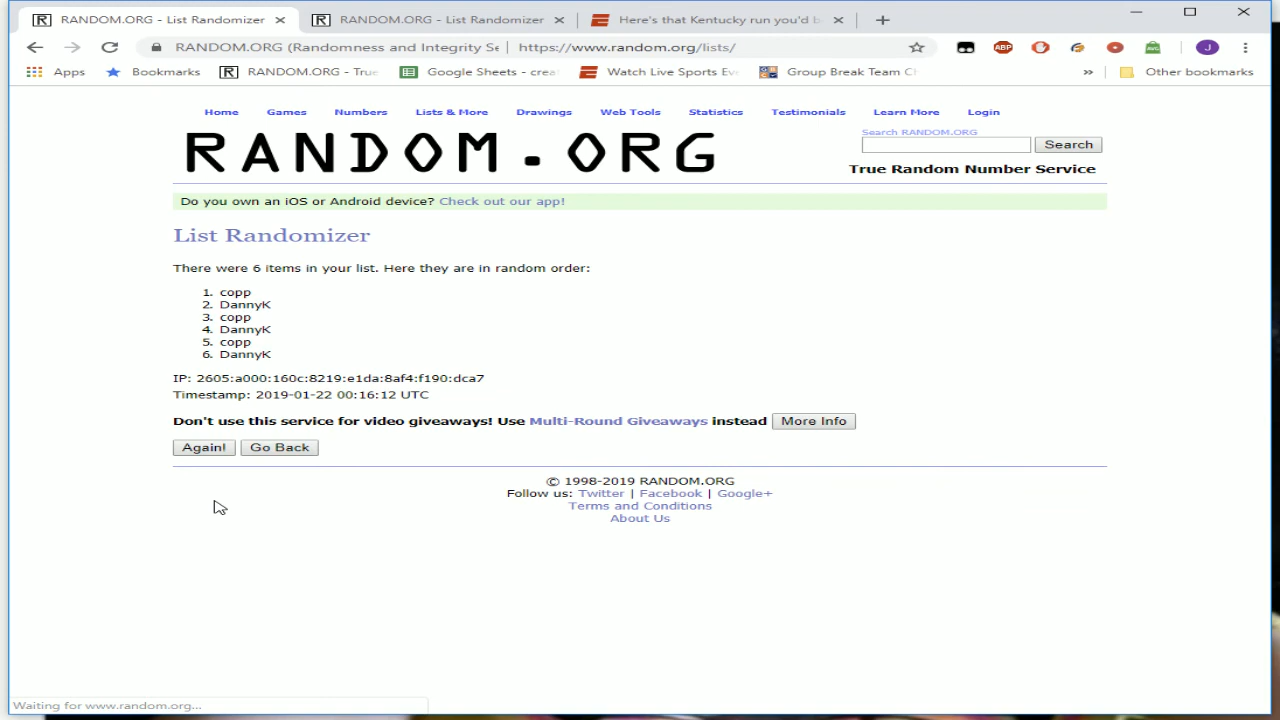 RANDOM.ORG - List Randomizer
RANDOM.ORG - List Randomizer
Here's that Kentucky run you'd b
RANDOM.ORG (Randomness and Integrity Se
https://www.random.org/lists/
ABP
J
Apps
Bookmarks
RANDOM.ORG - True
Google Sheets - crea
Watch Live Sports Ev
Group Break Team Ch
»
Other bookmarks
Home Games Numbers Lists & More Drawings Web Tools Statistics Testimonials Learn More Login
RANDOM.ORG
Search RANDOM.ORG
Search
True Random Number Service
Do you own an iOS or Android device? Check out our app!
List Randomizer
There were 6 items in your list. Here they are in random order:
1. copp
2. DannyK
3. copp
4. DannyK
5. copp
6. DannyK
IP: 2605:a000:160c:8219:e1da:8af4:f190:dca7
Timestamp: 2019-01-22 00:16:12 UTC
Don't use this service for video giveaways! Use Multi-Round Giveaways instead More Info
Again! Go Back
© 1998-2019 RANDOM.ORG
Follow us: Twitter | Facebook | Google+
Terms and Conditions
About Us
Waiting for www.random.org...